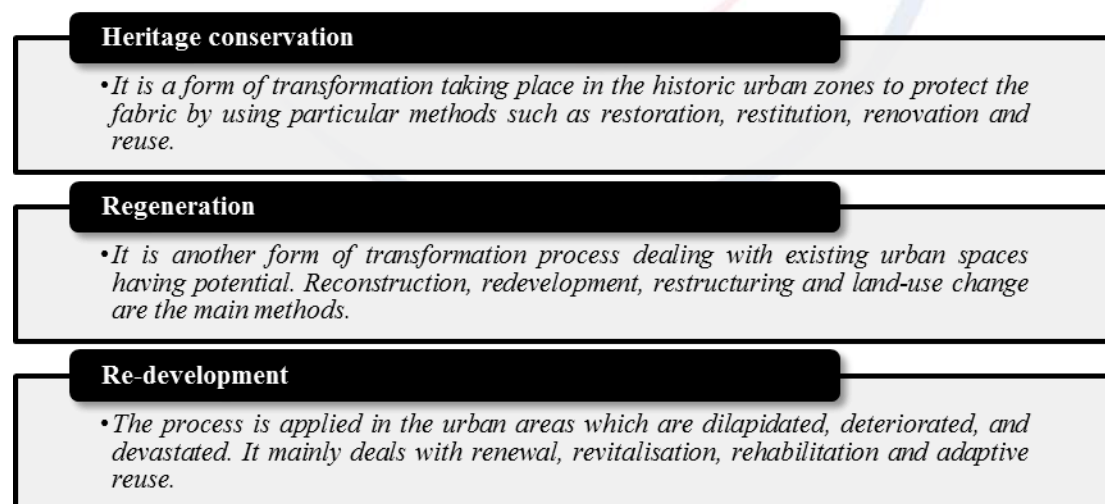 Heritage conservation
•It is a form of transformation taking place in the historic urban zones to protect the
fabric by using particular methods such as restoration, restitution, renovation and
reuse.
Regeneration
•It is another form of transformation process dealing with existing urban spaces
having potential. Reconstruction, redevelopment, restructuring and land-use change
are the main methods.
Re-development
•The process is applied in the urban areas which are dilapidated, deteriorated, and
devastated. It mainly deals with renewal, revitalisation, rehabilitation and adaptive
reuse.